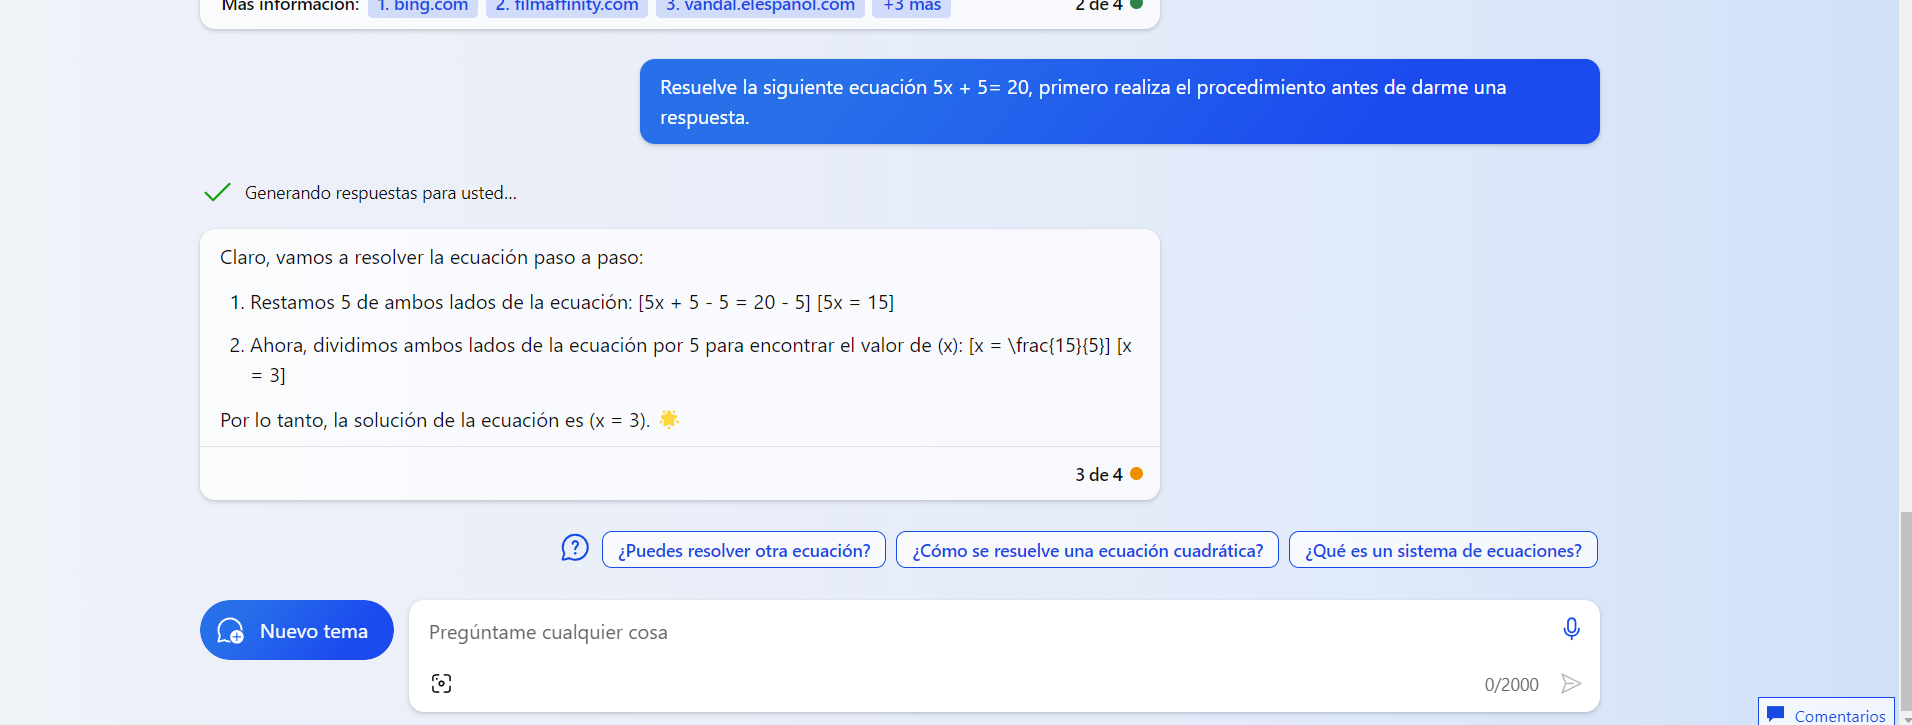 Más información: 1. bing.com 2. filmaffinity.com 3. vandal.elespanol.com +3 más 2 de 4
Resuelve la siguiente ecuación 5x + 5= 20, primero realiza el procedimiento antes de darme una
respuesta.
Generando respuestas para usted...
Claro, vamos a resolver la ecuación paso a paso:
1. Restamos 5 de ambos lados de la ecuación: [5x + 5 - 5 = 20 - 5] [5x = 15]
2. Ahora, dividimos ambos lados de la ecuación por 5 para encontrar el valor de (x): [x = \frac{15}{5}] [x
= 3]
Por lo tanto, la solución de la ecuación es (x = 3). 🌟
3 de 4
¿Puedes resolver otra ecuación? ¿Cómo se resuelve una ecuación cuadrática? ¿Qué es un sistema de ecuaciones?
Nuevo tema
Pregúntame cualquier cosa
0/2000
Comentarios